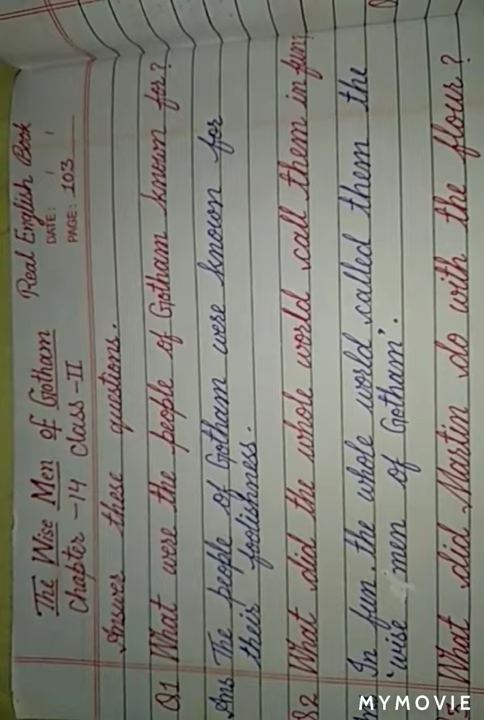 The Wise Men of Gotham Real English Book
Chapter -14 Class -II DATE:
PAGE: 103
Answer these questions.
Q1 What were the people of Gotham known for?
Ans The people of Gotham were known for
their foolishness.
Q2 What did the whole world call them in fun?
In fun, the whole world called them the
'wise men of Gotham'.
What did Martin do with the flour?
MYMOVIE